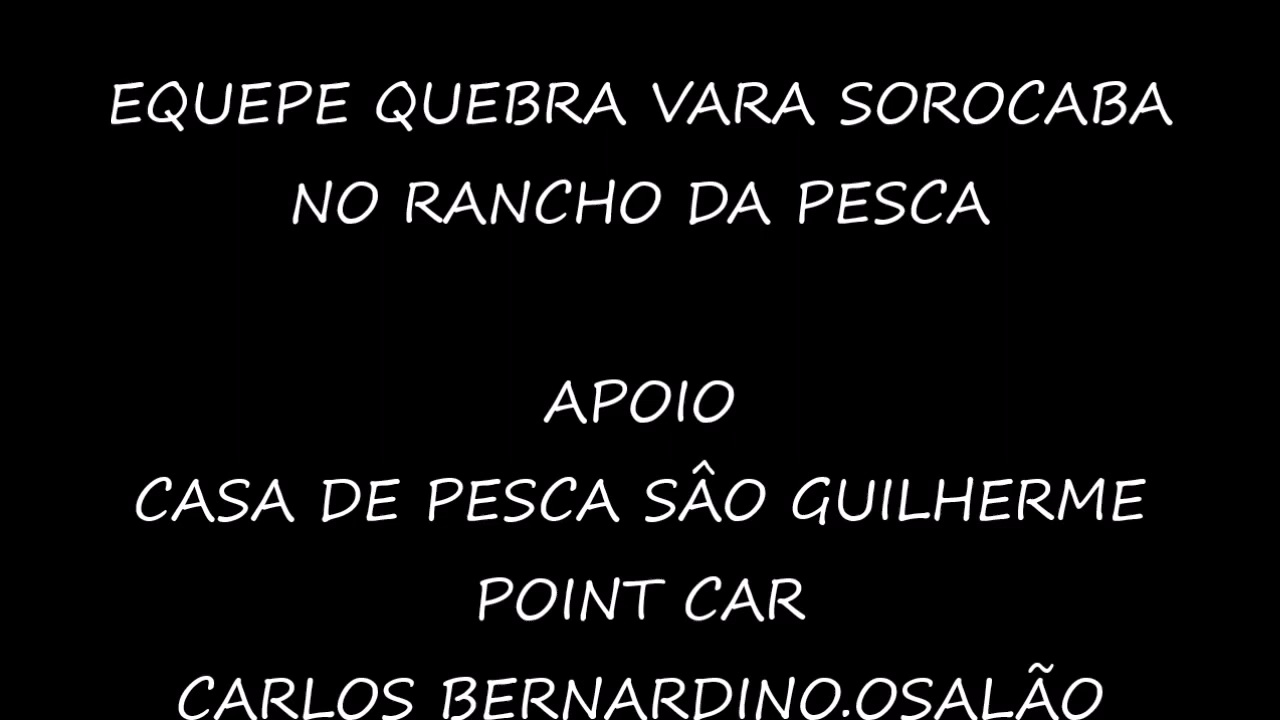 EQUEPE QUEBRA VARA SOROCABA
NO RANCHO DA PESCA
APOIO
CASA DE PESCA SÂO GUILHERME
POINT CAR
CARLOS BERNARDINO.OSALÃO